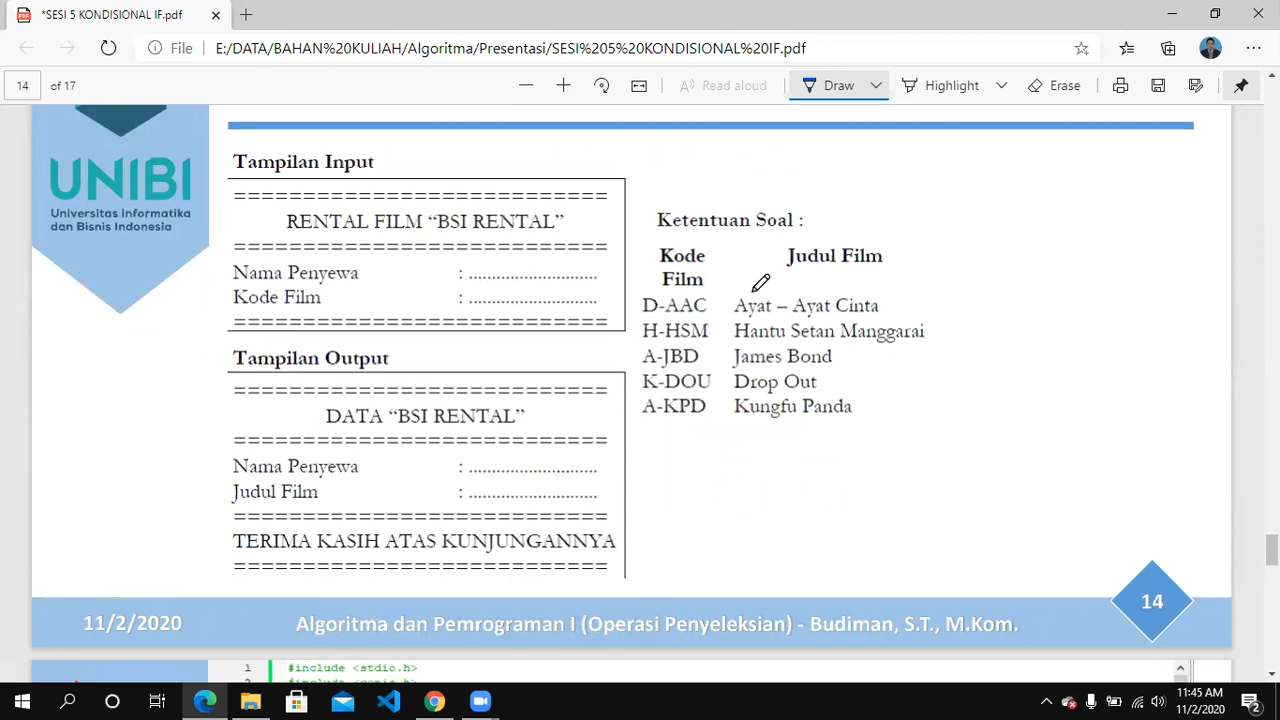 *SESI 5 KONDISIONAL IF.pdf
File
E:/DATA/BAHAN%20KULIAH/Algoritma/Presentasi/SESI%205%20KONDISIONAL%20IF.pdf
14 of 17
Read aloud
Draw
Highlight
Erase
UNIBI
Universitas Informatika
dan Bisnis Indonesia
Tampilan Input
========================
RENTAL FILM “BSI RENTAL”
========================
Nama Penyewa : ............................
Kode Film : ............................
========================
Tampilan Output
========================
DATA “BSI RENTAL”
========================
Nama Penyewa : ............................
Judul Film : ............................
========================
TERIMA KASIH ATAS KUNJUNGANNYA
========================
Ketentuan Soal :
Kode Film Judul Film
D-AAC Ayat – Ayat Cinta
H-HSM Hantu Setan Manggarai
A-JBD James Bond
K-DOU Drop Out
A-KPD Kungfu Panda
14
11/2/2020
Algoritma dan Pemrograman I (Operasi Penyeleksian) - Budiman, S.T., M.Kom.
1 #include <stdio.h>
11:45 AM
11/2/2020
2